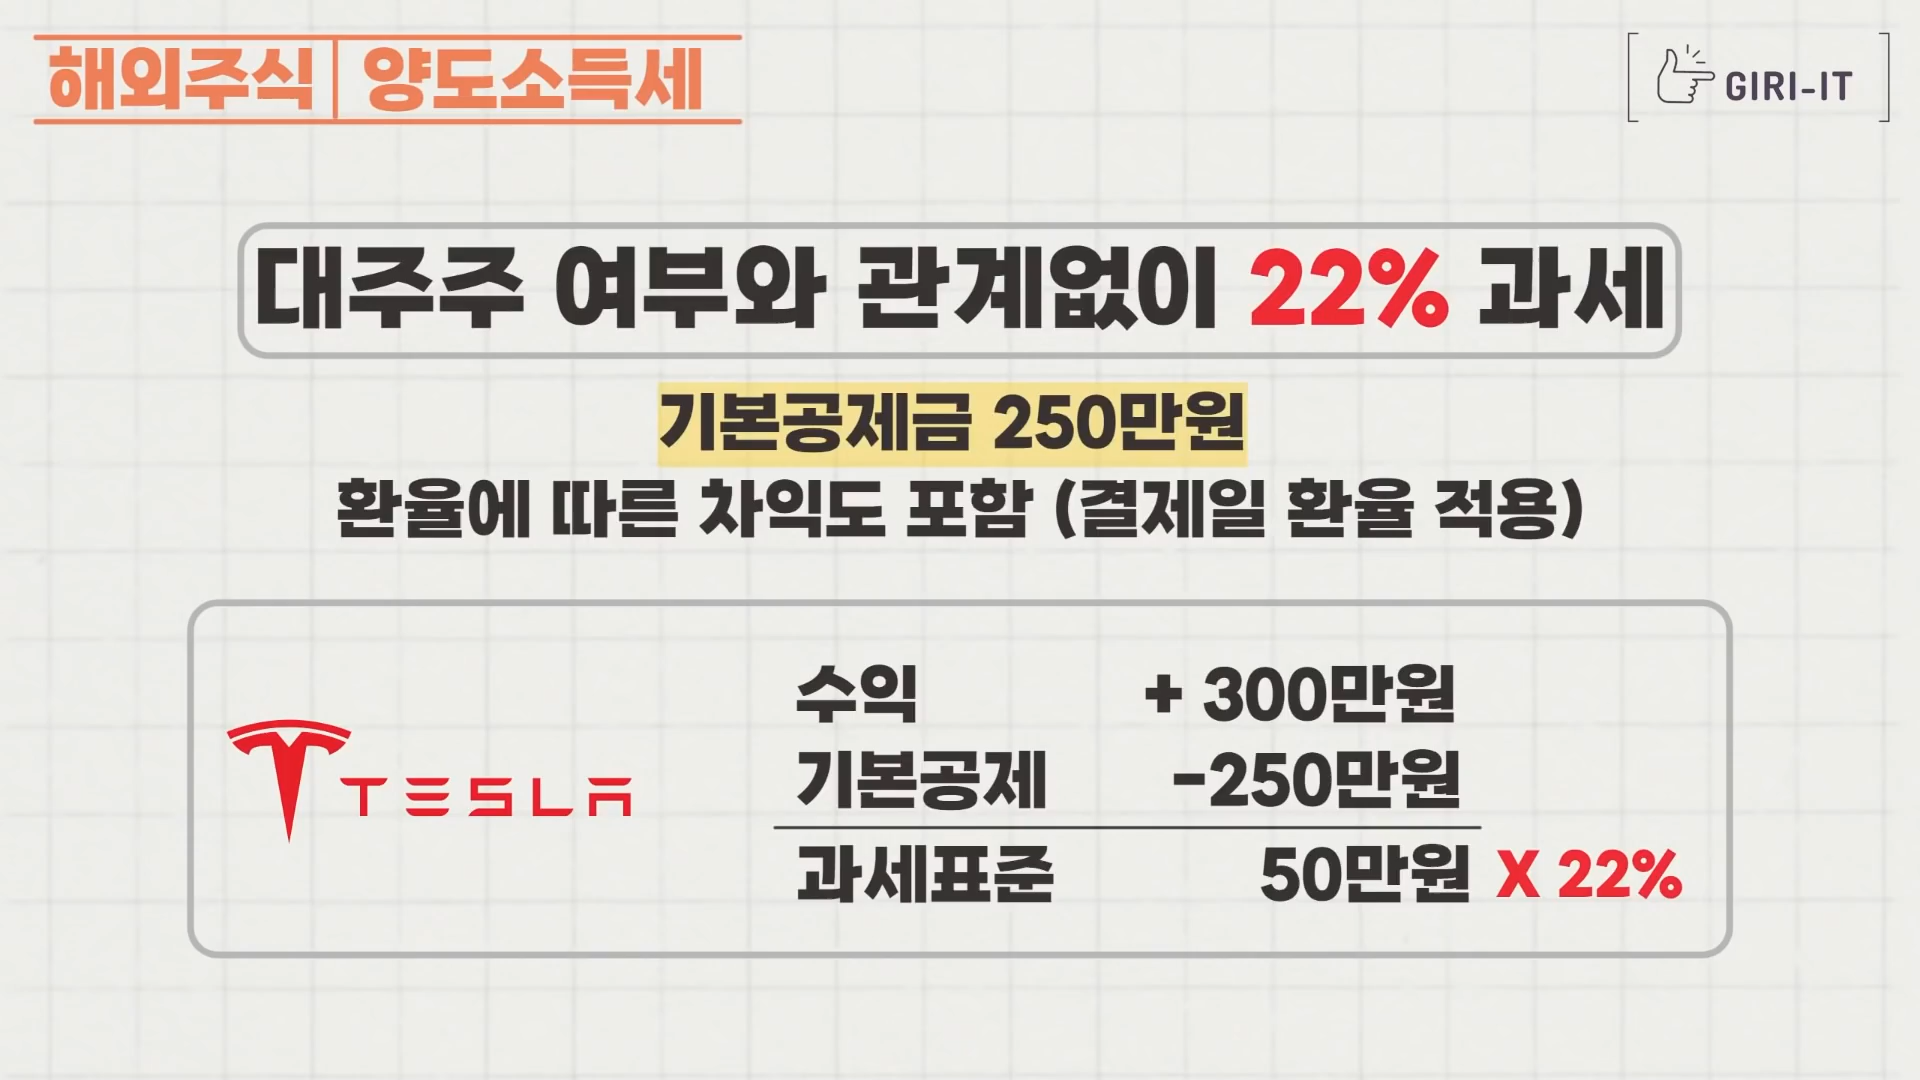 해외주식 양도소득세
GIRI-IT
대주주 여부와 관계없이 22% 과세
기본공제금 250만원
환율에 따른 차익도 포함 (결제일 환율 적용)
TESLA
수익 + 300만원
기본공제 -250만원
과세표준 50만원 X 22%